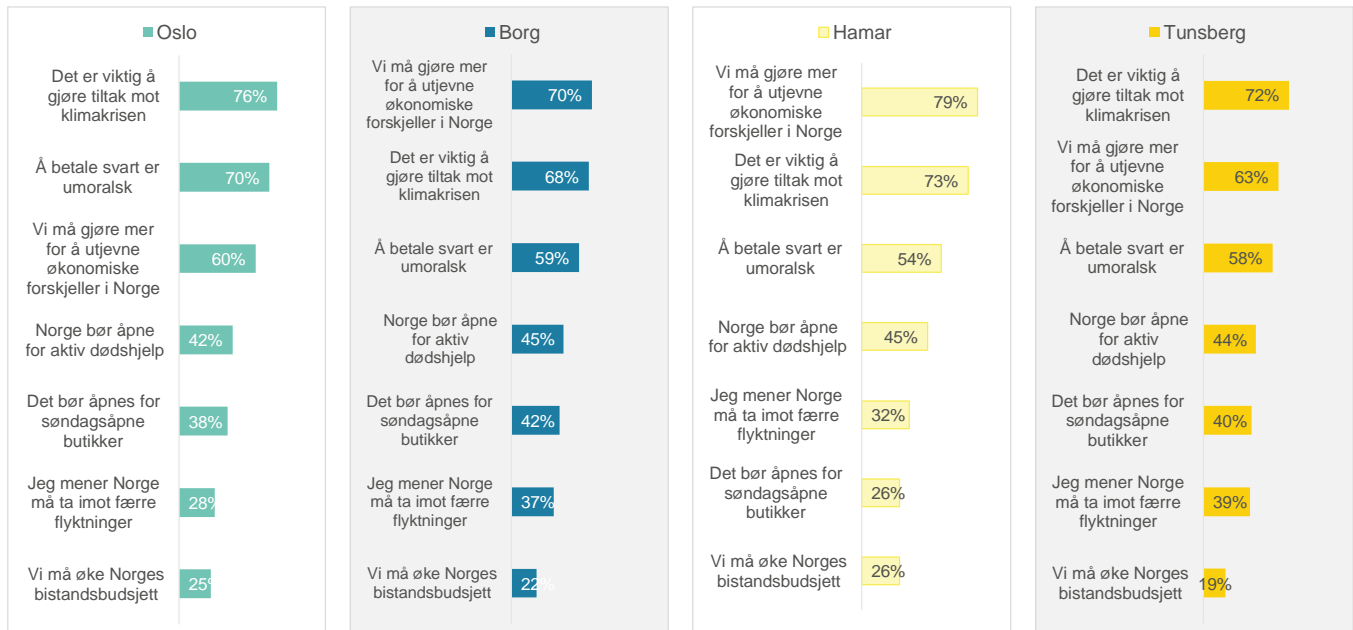 Oslo
Det er viktig å
gjøre tiltak mot
klimakrisen
76%
Å betale svart er
umoralsk
70%
Vi må gjøre mer
for å utjevne
økonomiske
forskjeller i Norge
60%
Norge bør åpne
for aktiv dødshjelp
42%
Det bør åpnes for
søndagsåpne
butikker
38%
Jeg mener Norge
må ta imot færre
flyktninger
28%
Vi må øke Norges
bistandsbudsjett
25%
Borg
Vi må gjøre mer
for å utjevne
økonomiske
forskjeller i Norge
70%
Det er viktig å
gjøre tiltak mot
klimakrisen
68%
Å betale svart er
umoralsk
59%
Norge bør åpne
for aktiv
dødshjelp
45%
Det bør åpnes for
søndagsåpne
butikker
42%
Jeg mener Norge
må ta imot færre
flyktninger
37%
Vi må øke Norges
bistandsbudsjett
22%
Hamar
Vi må gjøre mer
for å utjevne
økonomiske
forskjeller i Norge
79%
Det er viktig å
gjøre tiltak mot
klimakrisen
73%
Å betale svart er
umoralsk
54%
Norge bør åpne
for aktiv dødshjelp
45%
Jeg mener Norge
må ta imot færre
flyktninger
32%
Det bør åpnes for
søndagsåpne
butikker
26%
Vi må øke Norges
bistandsbudsjett
26%
Tunsberg
Det er viktig å
gjøre tiltak mot
klimakrisen
72%
Vi må gjøre mer
for å utjevne
økonomiske
forskjeller i Norge
63%
Å betale svart er
umoralsk
58%
Norge bør åpne
for aktiv
dødshjelp
44%
Det bør åpnes for
søndagsåpne
butikker
40%
Jeg mener Norge
må ta imot færre
flyktninger
39%
Vi må øke Norges
bistandsbudsjett
19%